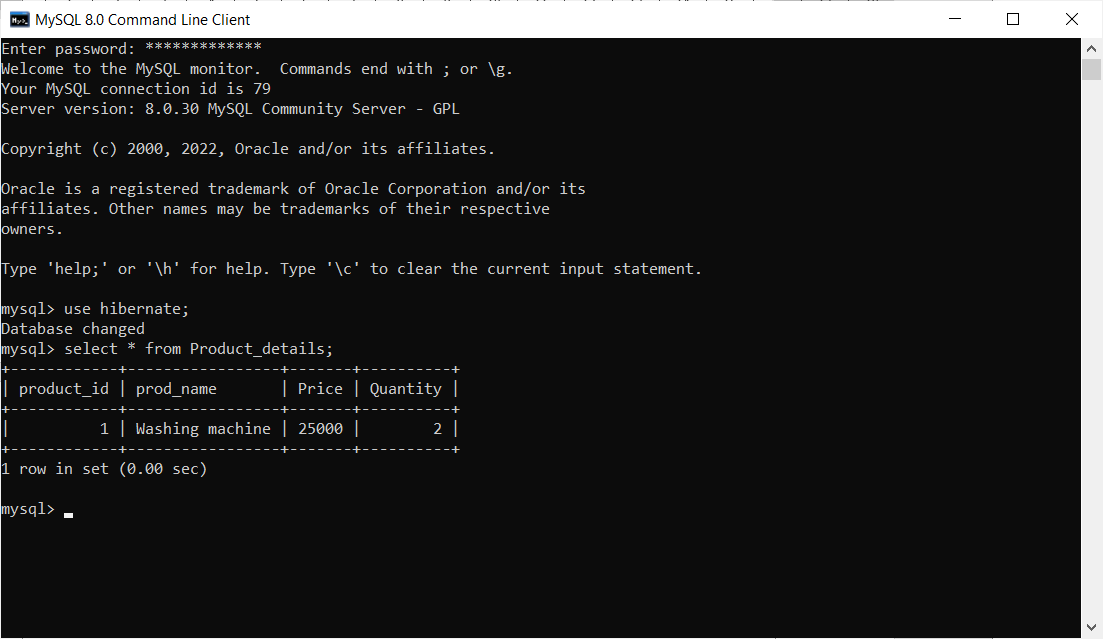 MySQL 8.0 Command Line Client
Enter password: *************
Welcome to the MySQL monitor.  Commands end with ; or \g.
Your MySQL connection id is 79
Server version: 8.0.30 MySQL Community Server - GPL

Copyright (c) 2000, 2022, Oracle and/or its affiliates.

Oracle is a registered trademark of Oracle Corporation and/or its
affiliates. Other names may be trademarks of their respective
owners.

Type 'help;' or '\h' for help. Type '\c' to clear the current input statement.

mysql> use hibernate;
Database changed
mysql> select * from Product_details;
+------------+-----------------+-------+----------+
| product_id | prod_name       | Price | Quantity |
+------------+-----------------+-------+----------+
|          1 | Washing machine | 25000 |        2 |
+------------+-----------------+-------+----------+
1 row in set (0.00 sec)

mysql>